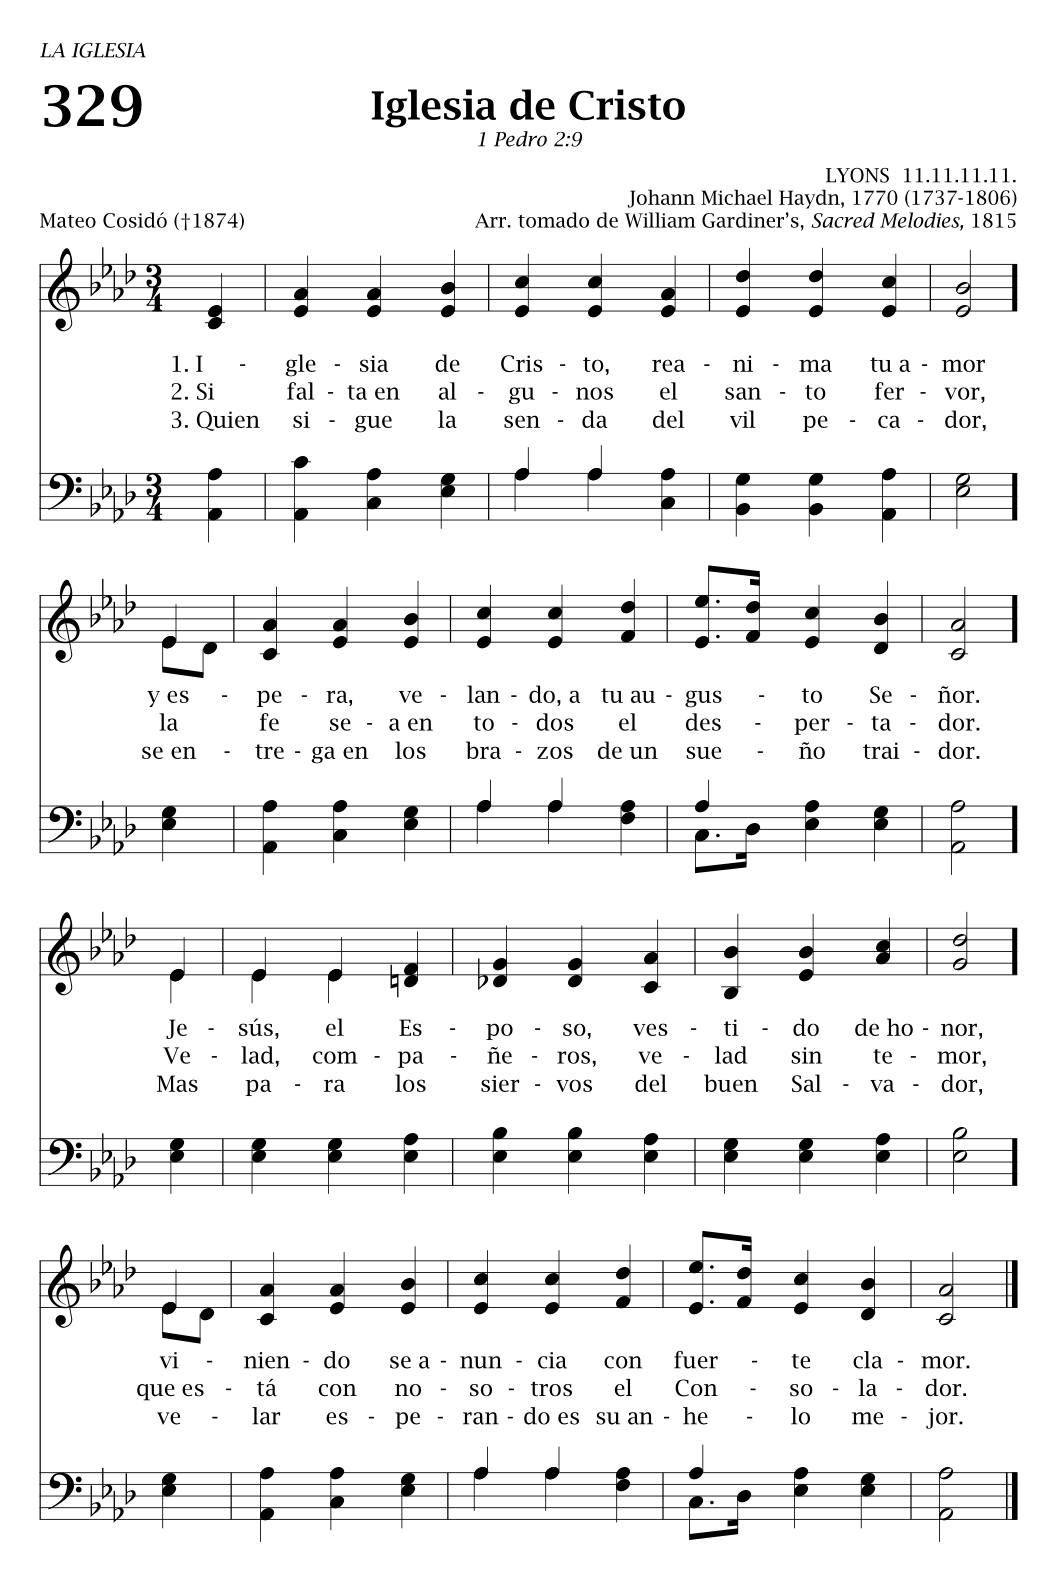 LA IGLESIA
329
Iglesia de Cristo
1 Pedro 2:9
LYONS 11.11.11.11.
Johann Michael Haydn, 1770 (1737-1806)
Mateo Cosidó (†1874)
Arr. tomado de William Gardiner's, Sacred Melodies, 1815
3 4
1. I - gle - sia de Cris - to, rea - ni - ma tu a - mor
2. Si fal - ta en al - gu - nos el san - to fer - vor,
3. Quien si - gue la sen - da del vil pe - ca - dor,
3 4
y es - pe - ra, ve - lan - do, a tu au - gus - to Se - ñor.
la fe se - a en to - dos el des - per - ta - dor.
se en - tre - ga en los bra - zos de un sue - ño trai - dor.
Je - sús, el Es - po - so, ves - ti - do de ho - nor,
Ve - lad, com - pa - ñe - ros, ve - lad sin te - mor,
Mas pa - ra los sier - vos del buen Sal - va - dor,
vi - nien - do se a - nun - cia con fuer - te cla - mor.
que es - tá con no - so - tros el Con - so - la - dor.
ve - lar es - pe - ran - do es su an - he - lo me - jor.